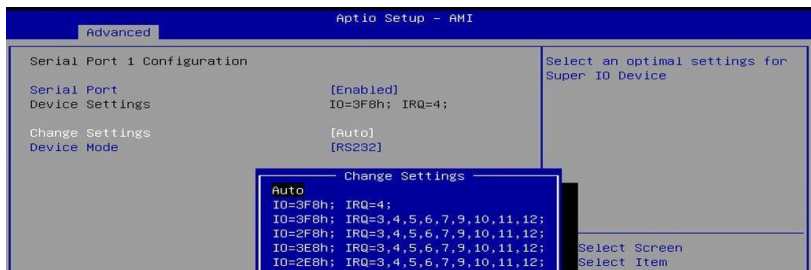 Aptio Setup – AMI
Advanced
Serial Port 1 Configuration
Serial Port [Enabled]
Device Settings IO=3F8h; IRQ=4;
Change Settings [Auto]
Device Mode [RS232]
Select an optimal settings for
Super IO Device
Change Settings
Auto
IO=3F8h; IRQ=4;
IO=3F8h; IRQ=3,4,5,6,7,9,10,11,12;
IO=2F8h; IRQ=3,4,5,6,7,9,10,11,12;
IO=3E8h; IRQ=3,4,5,6,7,9,10,11,12;
IO=2E8h; IRQ=3,4,5,6,7,9,10,11,12;
Select Screen
Select Item